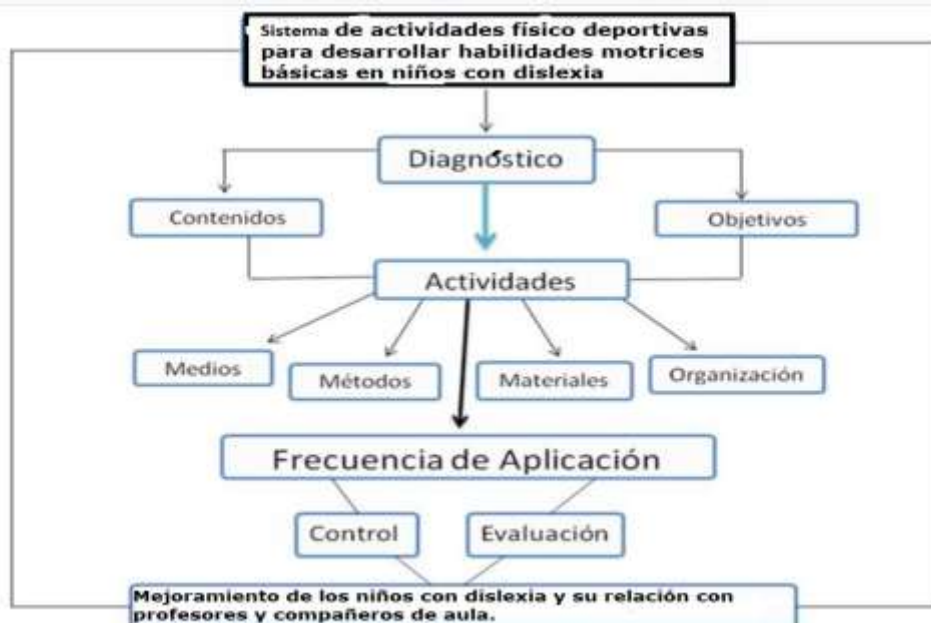 Sistema de actividades físico deportivas
para desarrollar habilidades motrices
básicas en niños con dislexia
Diagnóstico
Contenidos
Objetivos
Actividades
Medios
Métodos
Materiales
Organización
Frecuencia de Aplicación
Control
Evaluación
Mejoramiento de los niños con dislexia y su relación con
profesores y compañeros de aula.